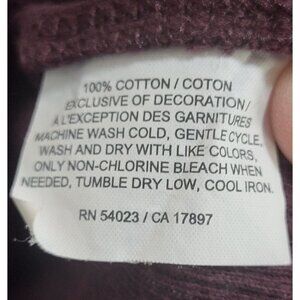 100% COTTON / COTON
EXCLUSIVE OF DECORATION/
A L'EXCEPTION DES GARNITURES
MACHINE WASH COLD, GENTLE CYCLE,
WASH AND DRY WITH LIKE COLORS,
ONLY NON-CHLORINE BLEACH WHEN
NEEDED, TUMBLE DRY LOW, COOL IRON.
RN 54023 / CA 17897